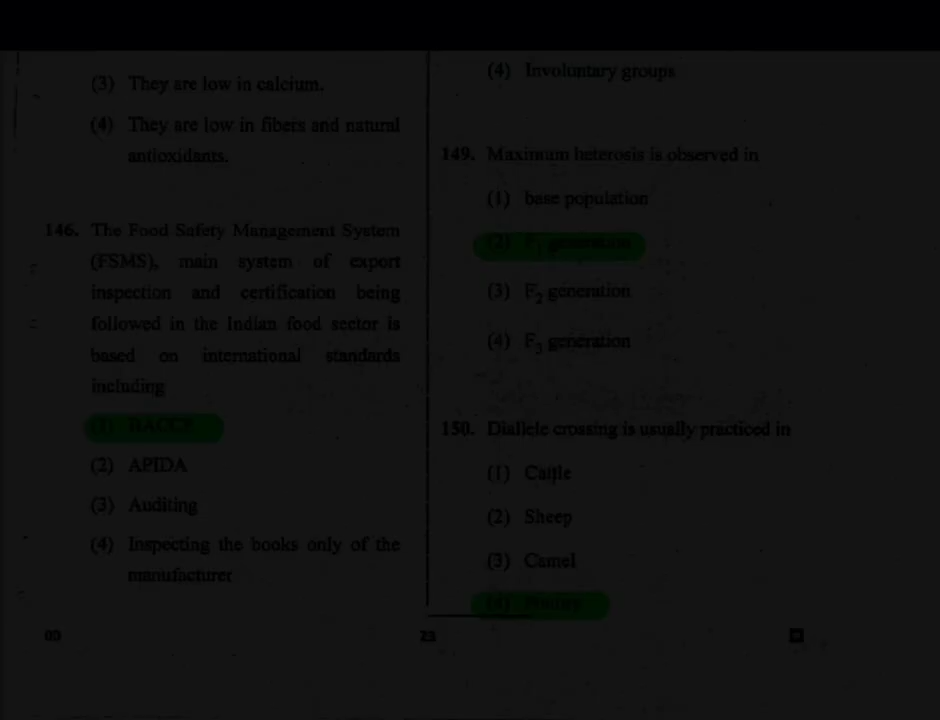 (3) They are low in calcium.
(4) They are low in fibers and natural
antioxidants.
146. The Food Safety Management System
(FSMS), main system of export
inspection and certification being
followed in the Indian food sector is
based on international standards
including
(1) HACCP
(2) APIDA
(3) Auditing
(4) Inspecting the books only of the
manufacturer
(4) Involuntary groups
149. Maximum heterosis is observed in
(1) base population
(2) F1 generation
(3) F2 generation
(4) F3 generation
150. Diallele crossing is usually practiced in
(1) Cattle
(2) Sheep
(3) Camel
(4) Poultry
00
23